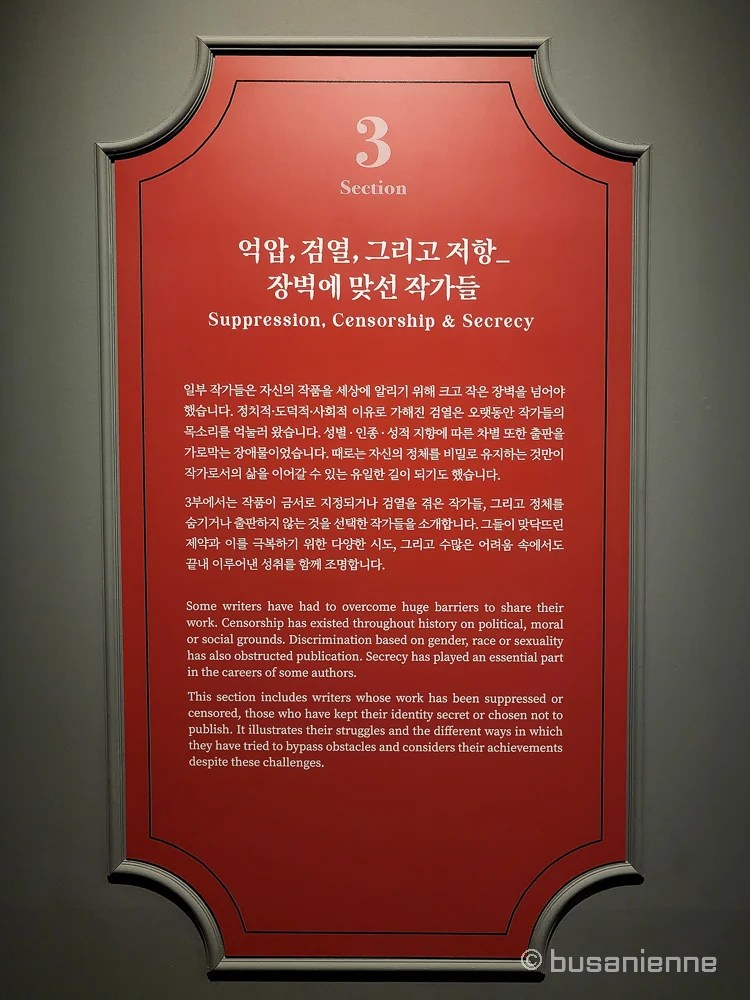 3
Section
억압, 검열, 그리고 저항_
장벽에 맞선 작가들
Suppression, Censorship & Secrecy
일부 작가들은 자신의 작품을 세상에 알리기 위해 크고 작은 장벽을 넘어야
했습니다. 정치적·도덕적·사회적 이유로 가해진 검열은 오랫동안 작가들의
목소리를 억눌러 왔습니다. 성별 · 인종 · 성적 지향에 따른 차별 또한 출판을
가로막는 장애물이었습니다. 때로는 자신의 정체를 비밀로 유지하는 것만이
작가로서의 삶을 이어갈 수 있는 유일한 길이 되기도 했습니다.
3부에서는 작품이 금서로 지정되거나 검열을 겪은 작가들, 그리고 정체를
숨기거나 출판하지 않는 것을 선택한 작가들을 소개합니다. 그들이 맞닥뜨린
제약과 이를 극복하기 위한 다양한 시도, 그리고 수많은 어려움 속에서도
끝내 이루어낸 성취를 함께 조명합니다.
Some writers have had to overcome huge barriers to share their
work. Censorship has existed throughout history on political, moral
or social grounds. Discrimination based on gender, race or sexuality
has also obstructed publication. Secrecy has played an essential part
in the careers of some authors.
This section includes writers whose work has been suppressed or
censored, those who have kept their identity secret or chosen not to
publish. It illustrates their struggles and the different ways in which
they have tried to bypass obstacles and considers their achievements
despite these challenges.
© busanienne